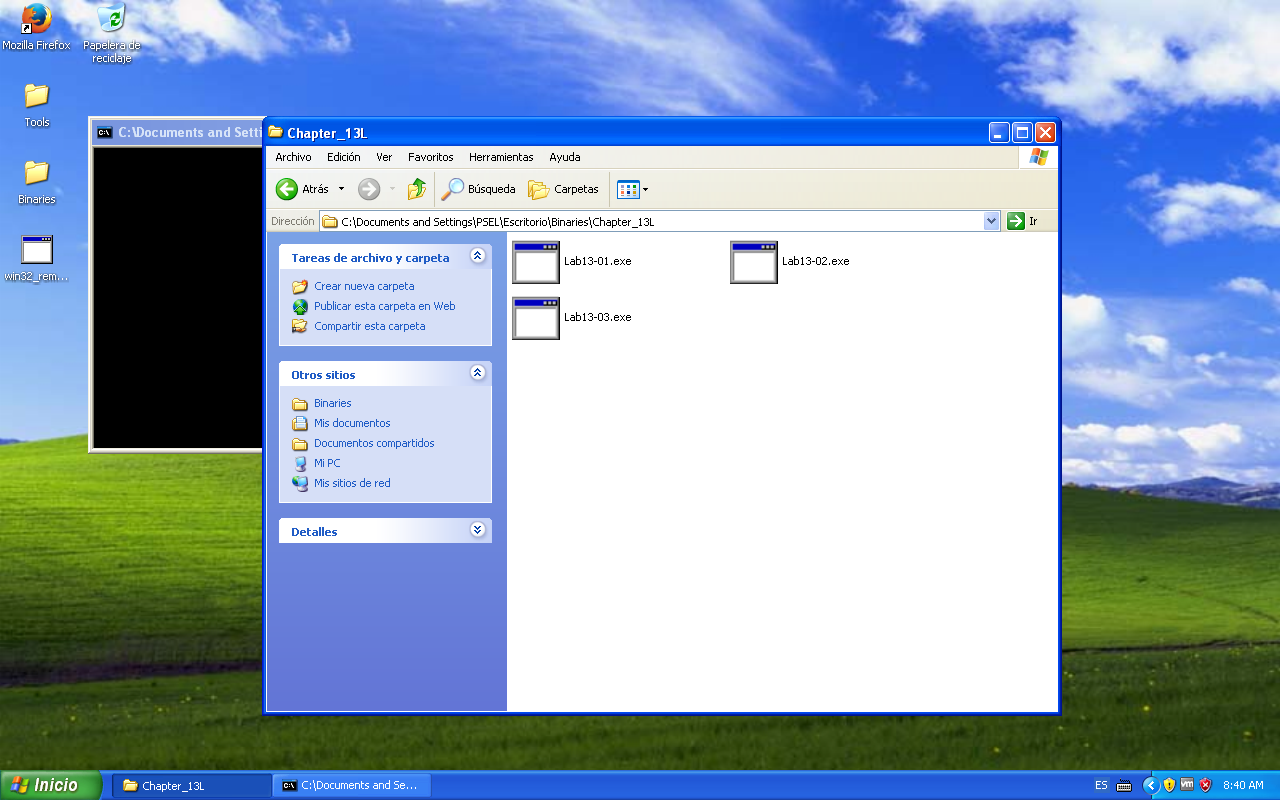 Mozilla Firefox
Papelera de
reciclaje
Tools
Binaries
win32_rem...
C:\Documents and Setti
Chapter_13L
Archivo Edición Ver Favoritos Herramientas Ayuda
Atrás Búsqueda Carpetas
Dirección C:\Documents and Settings\PSEL\Escritorio\Binaries\Chapter_13L Ir
Tareas de archivo y carpeta
Crear nueva carpeta
Publicar esta carpeta en Web
Compartir esta carpeta
Otros sitios
Binaries
Mis documentos
Documentos compartidos
Mi PC
Mis sitios de red
Detalles
Lab13-01.exe Lab13-02.exe
Lab13-03.exe
Inicio Chapter_13L C:\Documents and Se... ES 8:40 AM